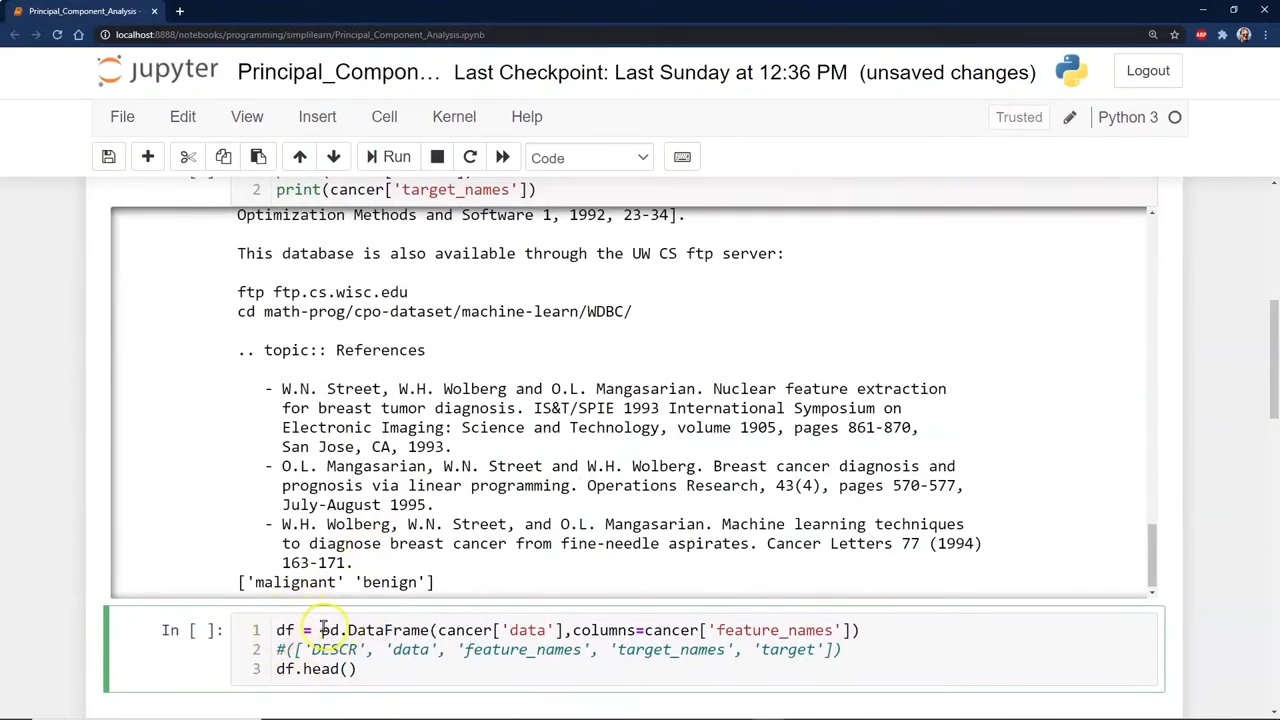 Principal_Component_Analysis -
localhost:8888/notebooks/programming/simplilearn/Principal_Component_Analysis.ipynb
ABP
jupyter
Principal_Compon... Last Checkpoint: Last Sunday at 12:36 PM (unsaved changes)
Logout
File Edit View Insert Cell Kernel Help
Trusted
Python 3
Run
Code
2 print(cancer['target_names'])
Optimization Methods and Software 1, 1992, 23-34].
This database is also available through the UW CS ftp server:
ftp ftp.cs.wisc.edu
cd math-prog/cpo-dataset/machine-learn/WDBC/
.. topic:: References
- W.N. Street, W.H. Wolberg and O.L. Mangasarian. Nuclear feature extraction
for breast tumor diagnosis. IS&T/SPIE 1993 International Symposium on
Electronic Imaging: Science and Technology, volume 1905, pages 861-870,
San Jose, CA, 1993.
- O.L. Mangasarian, W.N. Street and W.H. Wolberg. Breast cancer diagnosis and
prognosis via linear programming. Operations Research, 43(4), pages 570-577,
July-August 1995.
- W.H. Wolberg, W.N. Street, and O.L. Mangasarian. Machine learning techniques
to diagnose breast cancer from fine-needle aspirates. Cancer Letters 77 (1994)
163-171.
['malignant' 'benign']
In [ ]: 1 df = pd.DataFrame(cancer['data'],columns=cancer['feature_names'])
2 #(['DESCR', 'data', 'feature_names', 'target_names', 'target'])
3 df.head()